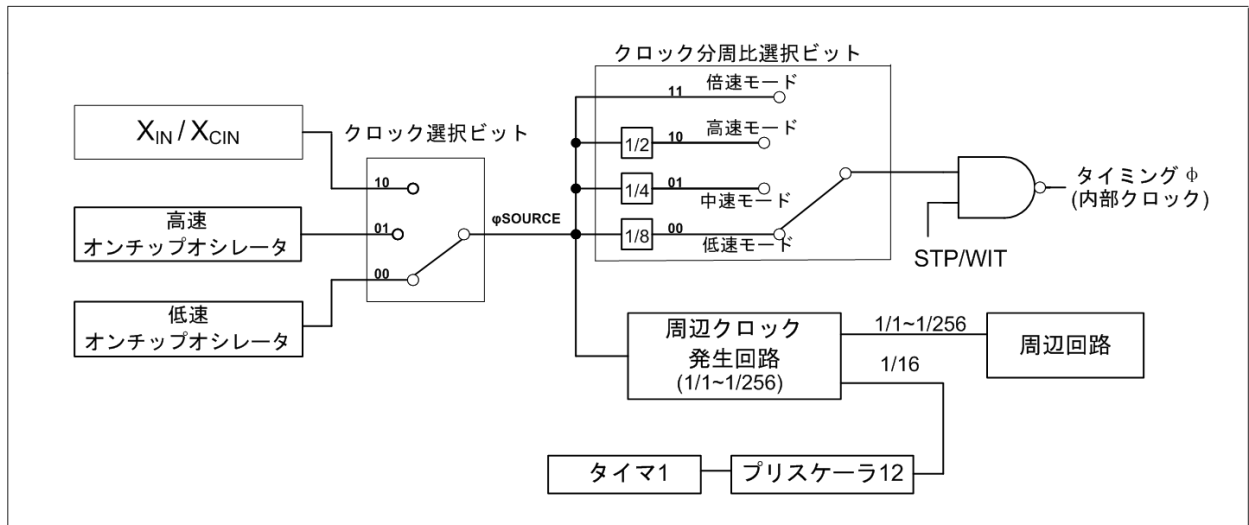 クロック分周比選択ビット
11
倍速モード
XIN / XCIN
クロック選択ビット
1/2
10
高速モード
10
1/4
01
中速モード
高速
オンチップオシレータ
01
φSOURCE
1/8
00
低速モード
タイミング φ
(内部クロック)
STP/WIT
00
低速
オンチップオシレータ
周辺クロック
発生回路
(1/1~1/256)
1/1~1/256
周辺回路
1/16
タイマ1
プリスケーラ12